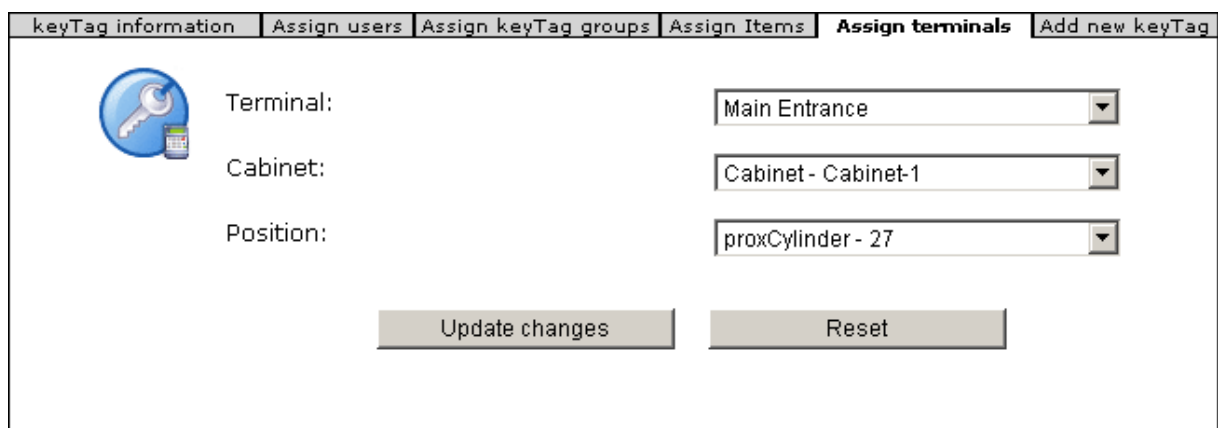 keyTag information Assign users Assign keyTag groups Assign Items Assign terminals Add new keyTag
Terminal: Main Entrance
Cabinet: Cabinet - Cabinet-1
Position: proxCylinder - 27
Update changes Reset